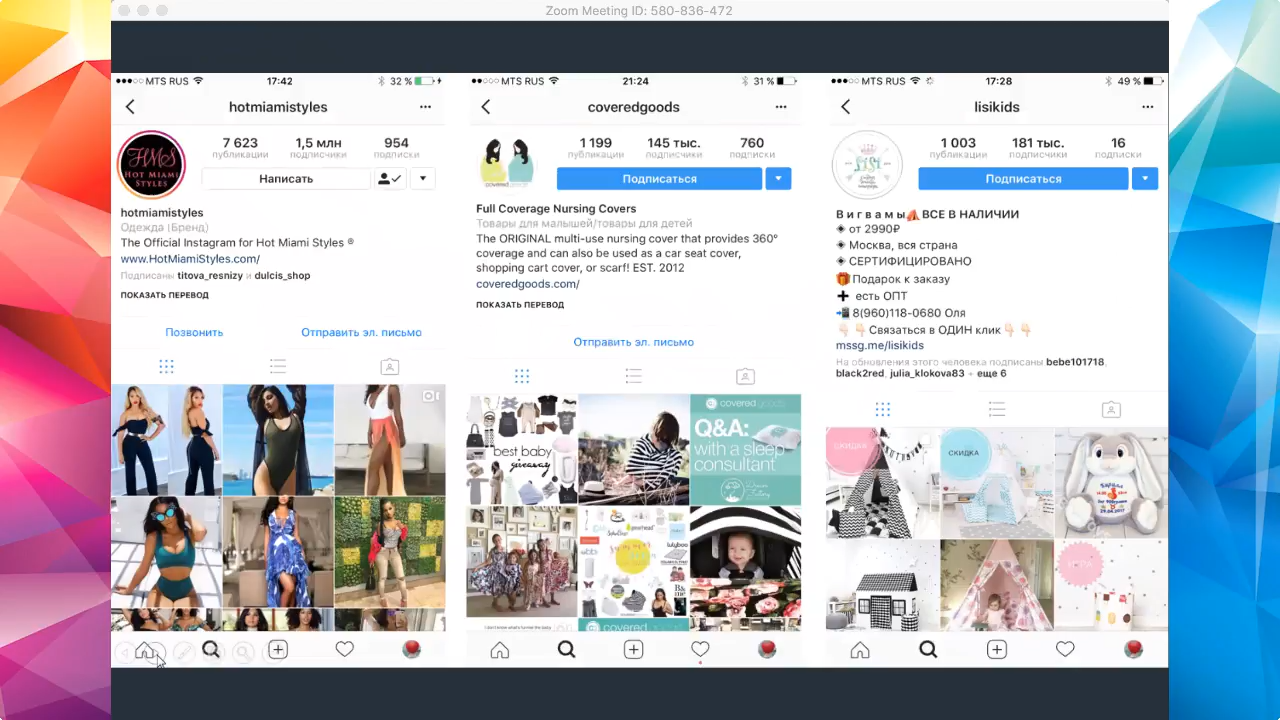 Zoom Meeting ID: 580-836-472
MTS RUS 17:42 32 %
hotmiamistyles
HMS
HOT MIAMI
STYLES
7 623 1,5 млн 954
публикации подписчики подписки
Написать
hotmiamistyles
Одежда (Бренд)
The Official Instagram for Hot Miami Styles ®
www.HotMiamiStyles.com/
Подписаны titova_resnizy и dulcis_shop
ПОКАЗАТЬ ПЕРЕВОД
Позвонить Отправить эл. письмо
MTS RUS 21:24 31 %
coveredgoods
1 199 145 тыс. 760
публикации подписчики подписки
Подписаться
Full Coverage Nursing Covers
Товары для малышей/товары для детей
The ORIGINAL multi-use nursing cover that provides 360°
coverage and can also be used as a car seat cover,
shopping cart cover, or scarf! EST. 2012
coveredgoods.com/
ПОКАЗАТЬ ПЕРЕВОД
Отправить эл. письмо
best baby
giveaway
covered goods
Q&A:
with a sleep
consultant
covered
MTS RUS 17:28 49 %
lisikids
1 003 181 тыс. 16
публикации подписчики подписки
Подписаться
В и г в а м ы⛺ВСЕ В НАЛИЧИИ
◈ от 2990₽
◈ Москва, вся страна
◈ СЕРТИФИЦИРОВАНО
🎁Подарок к заказу
➕ есть ОПТ
📲 8(960)118-0680 Оля
👇🏻👇🏻Связаться в ОДИН клик👇🏻👇🏻
mssg.me/lisikids
На обновления этого человека подписаны bebe101718,
black2red, julia_klokova83 + еще 6
СКИДКА
СКИДКА